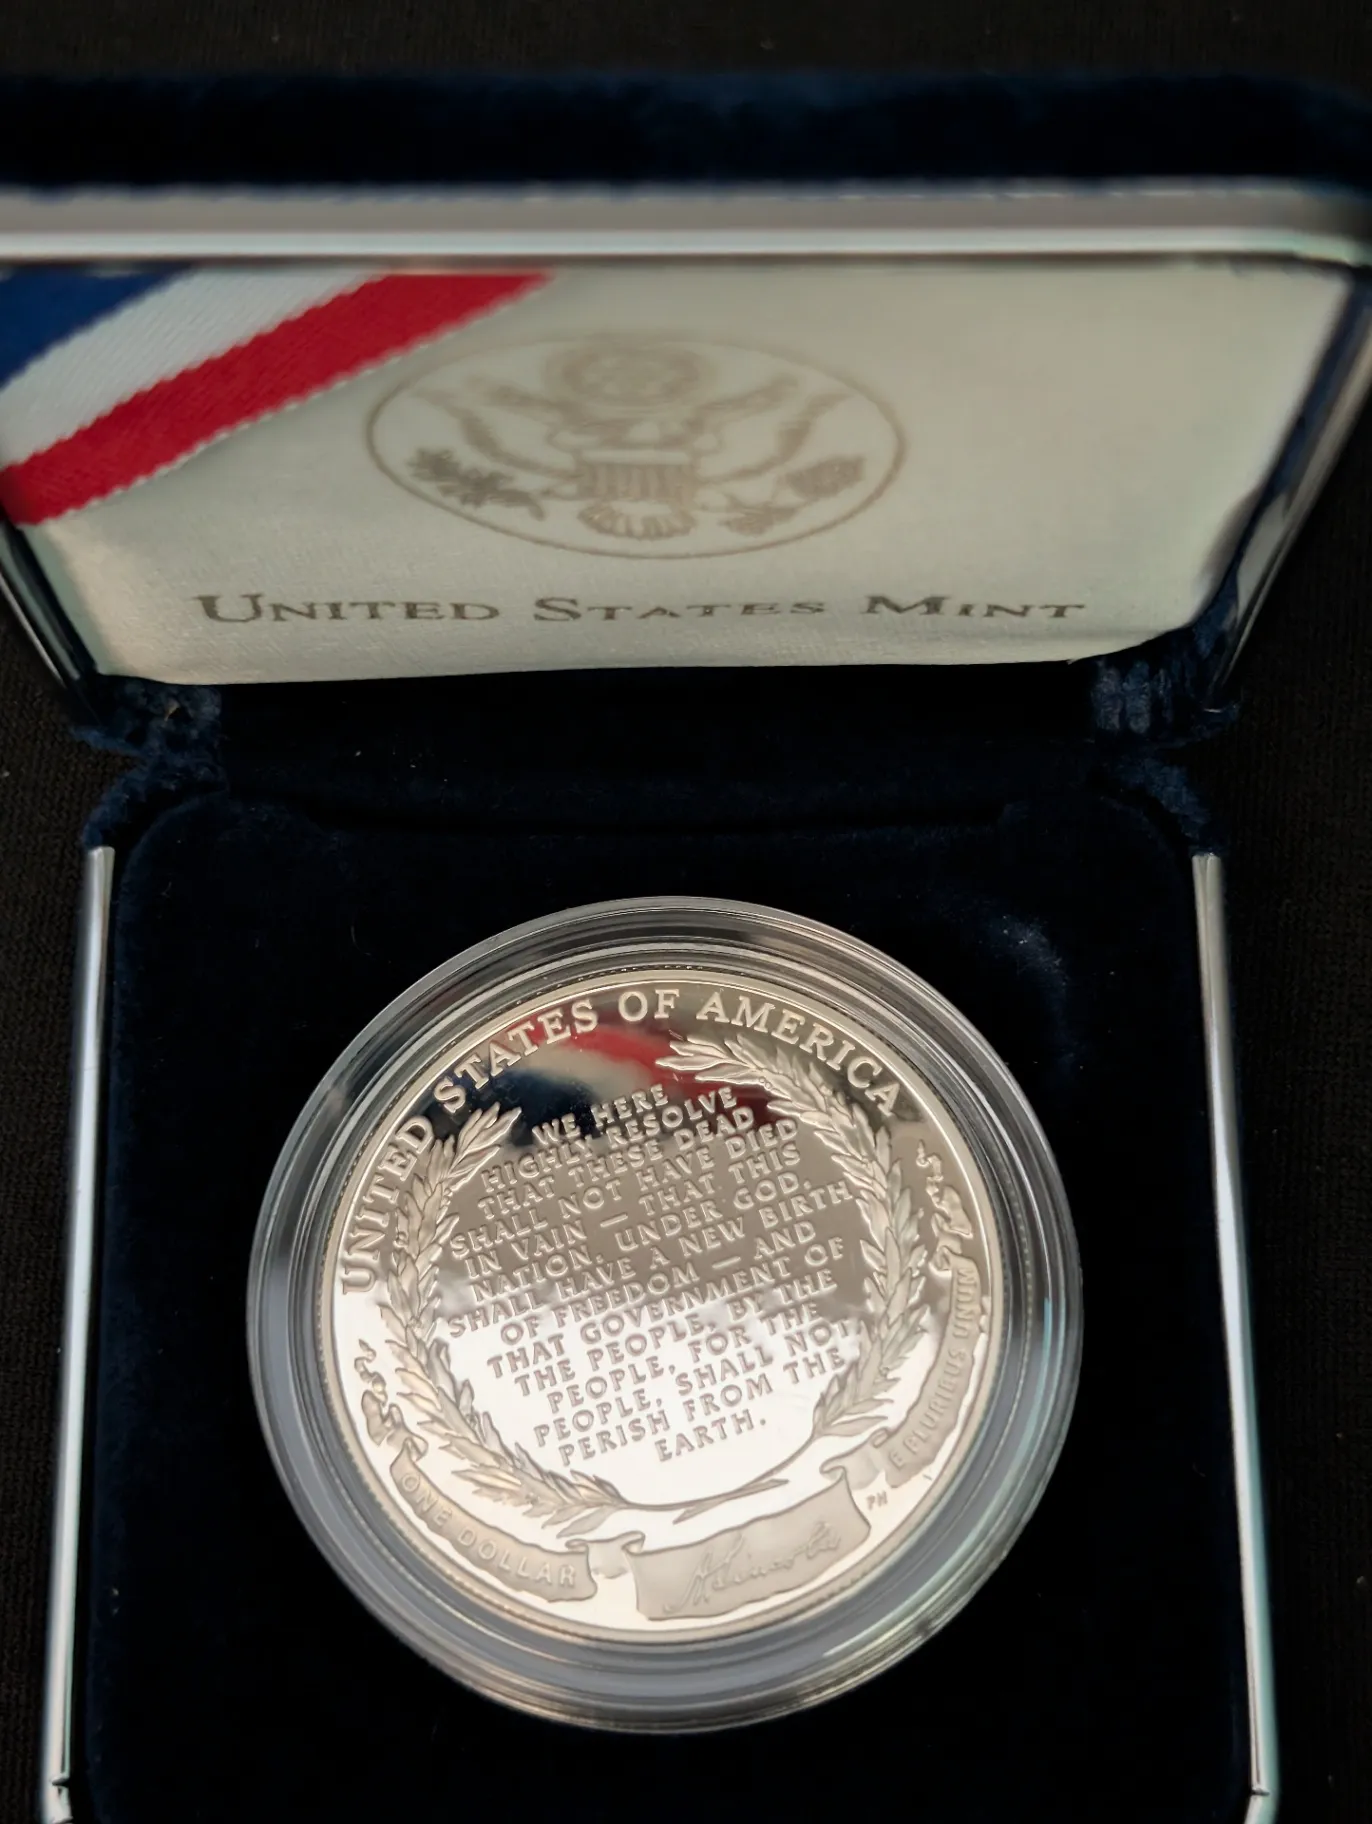 UNITED STATES MINT
UNITED STATES OF AMERICA
WE HERE
HIGHLY RESOLVE
THAT THESE DEAD
SHALL NOT HAVE DIED
IN VAIN — THAT THIS
NATION, UNDER GOD,
SHALL HAVE A NEW BIRTH
OF FREEDOM — AND
THAT GOVERNMENT OF
THE PEOPLE, BY THE
PEOPLE, FOR THE
PEOPLE, SHALL NOT
PERISH FROM THE
EARTH.
ONE DOLLAR
A. Lincoln
PH
E PLURIBUS UNUM